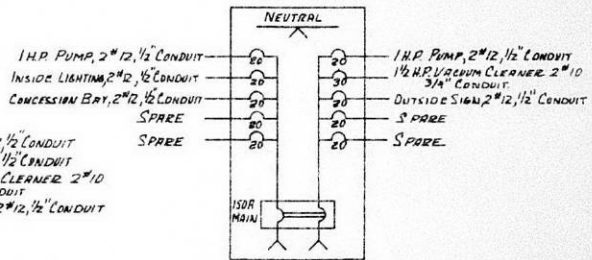 NEUTRAL
1 H.P. PUMP, 2#12, 1/2" CONDUIT
20
20
1 H.P. PUMP, 2#12, 1/2" CONDUIT
INSIDE LIGHTING, 2#12, 1/2" CONDUIT
20
30
1 1/2 H.P. VACUUM CLEANER 2#10
3/4" CONDUIT
CONCESSION BAY, 2#12, 1/2" CONDUIT
20
20
OUTSIDE SIGN, 2#12, 1/2" CONDUIT
SPARE
20
20
SPARE
SPARE
20
20
SPARE
1/2" CONDUIT
1/2" CONDUIT
CLEANER 2#10
2#12, 1/2" CONDUIT
MAIN